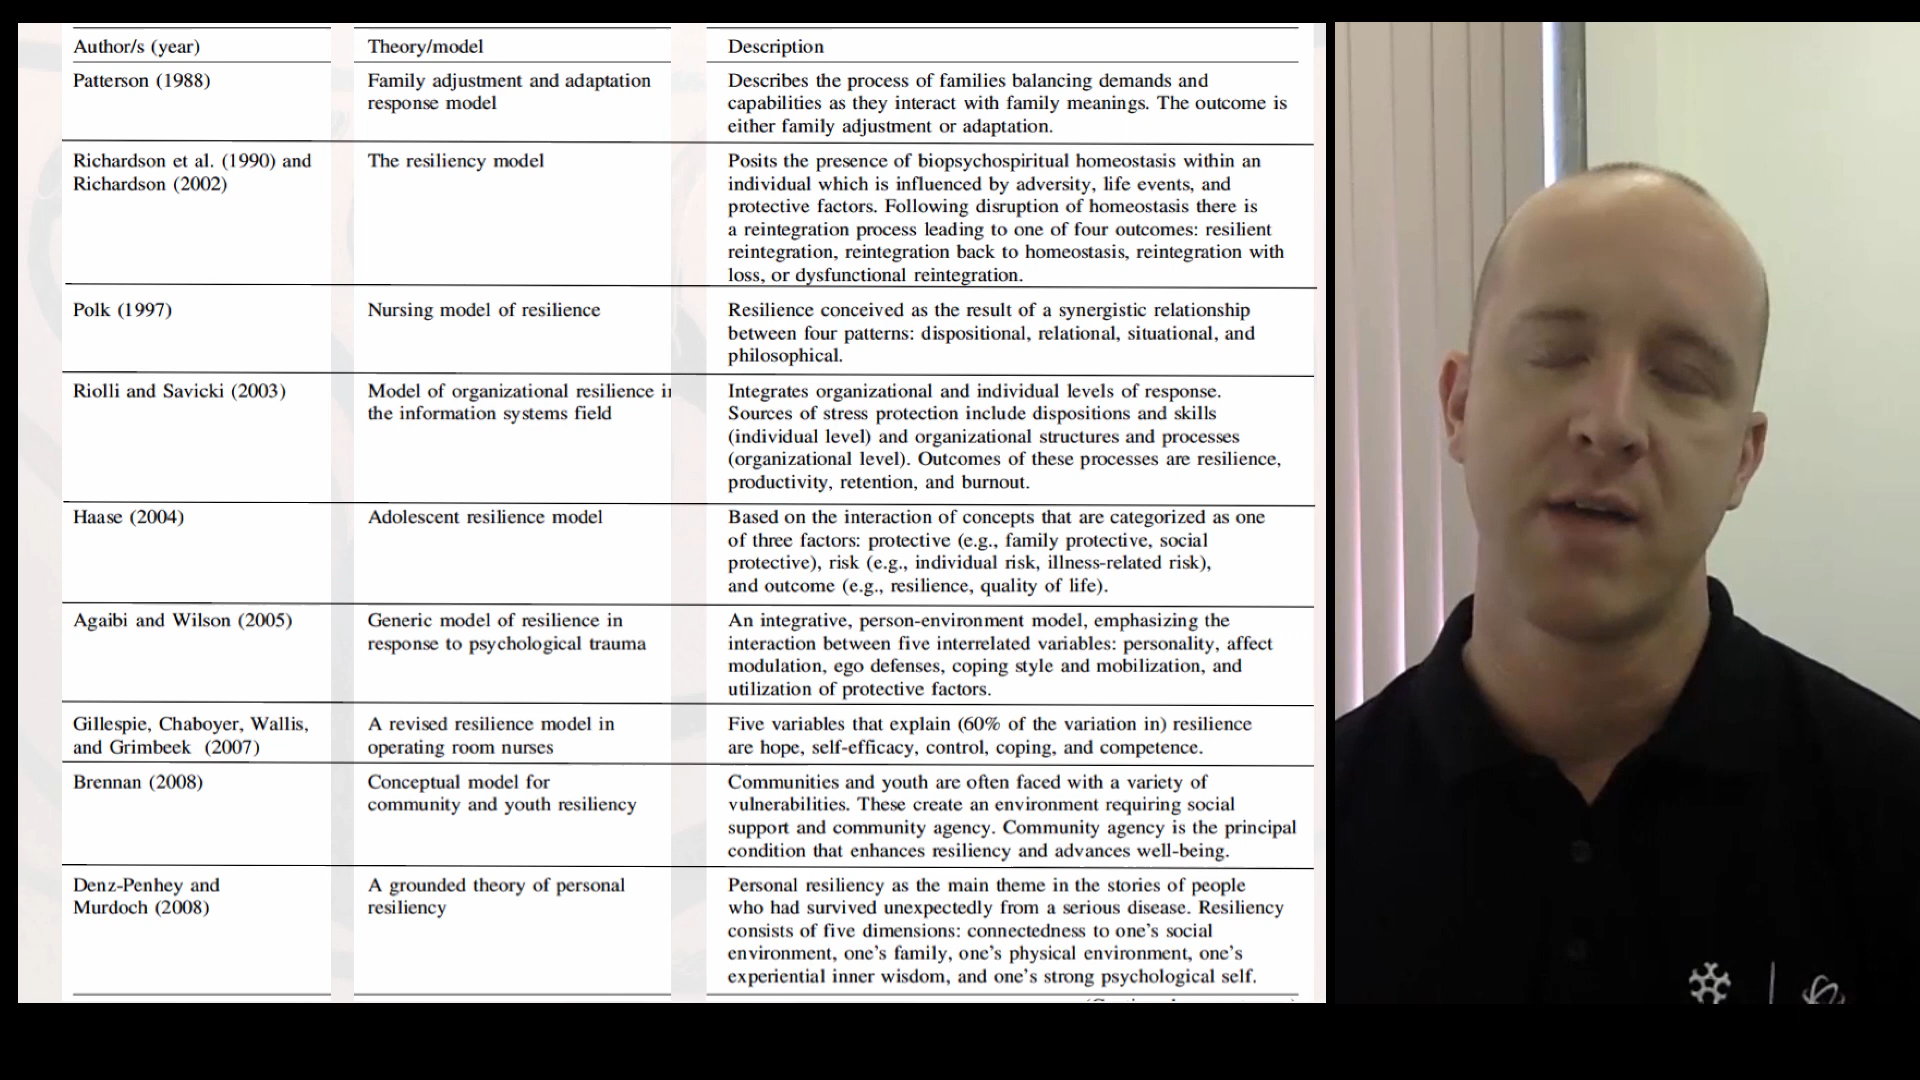 Author/s (year)
Theory/model
Description
Patterson (1988)
Family adjustment and adaptation
response model
Describes the process of families balancing demands and
capabilities as they interact with family meanings. The outcome is
either family adjustment or adaptation.
Richardson et al. (1990) and
Richardson (2002)
The resiliency model
Posits the presence of biopsychospiritual homeostasis within an
individual which is influenced by adversity, life events, and
protective factors. Following disruption of homeostasis there is
a reintegration process leading to one of four outcomes: resilient
reintegration, reintegration back to homeostasis, reintegration with
loss, or dysfunctional reintegration.
Polk (1997)
Nursing model of resilience
Resilience conceived as the result of a synergistic relationship
between four patterns: dispositional, relational, situational, and
philosophical.
Riolli and Savicki (2003)
Model of organizational resilience in
the information systems field
Integrates organizational and individual levels of response.
Sources of stress protection include dispositions and skills
(individual level) and organizational structures and processes
(organizational level). Outcomes of these processes are resilience,
productivity, retention, and burnout.
Haase (2004)
Adolescent resilience model
Based on the interaction of concepts that are categorized as one
of three factors: protective (e.g., family protective, social
protective), risk (e.g., individual risk, illness-related risk),
and outcome (e.g., resilience, quality of life).
Agaibi and Wilson (2005)
Generic model of resilience in
response to psychological trauma
An integrative, person-environment model, emphasizing the
interaction between five interrelated variables: personality, affect
modulation, ego defenses, coping style and mobilization, and
utilization of protective factors.
Gillespie, Chaboyer, Wallis,
and Grimbeek (2007)
A revised resilience model in
operating room nurses
Five variables that explain (60% of the variation in) resilience
are hope, self-efficacy, control, coping, and competence.
Brennan (2008)
Conceptual model for
community and youth resiliency
Communities and youth are often faced with a variety of
vulnerabilities. These create an environment requiring social
support and community agency. Community agency is the principal
condition that enhances resiliency and advances well-being.
Denz-Penhey and
Murdoch (2008)
A grounded theory of personal
resiliency
Personal resiliency as the main theme in the stories of people
who had survived unexpectedly from a serious disease. Resiliency
consists of five dimensions: connectedness to one's social
environment, one's family, one's physical environment, one's
experiential inner wisdom, and one's strong psychological self.